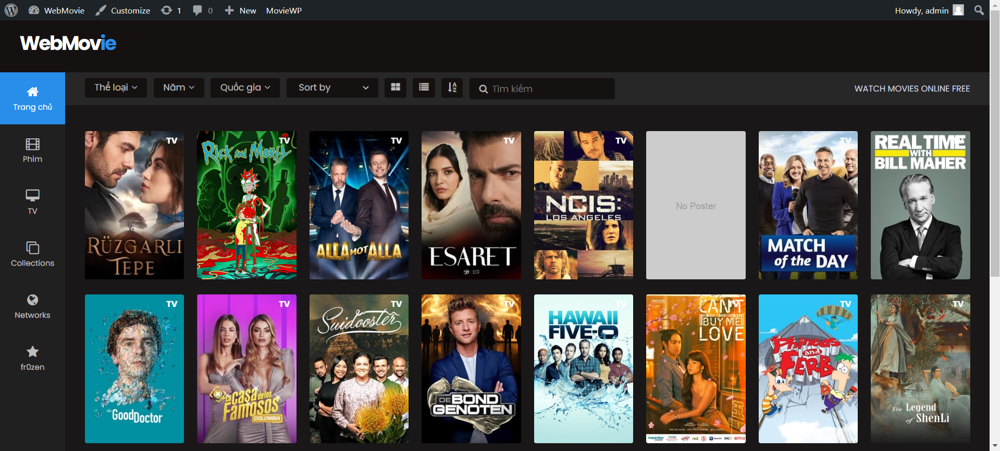 WebMovie
Customize
1
0
New
MovieWP
Howdy, admin
WebMovie
Trang chủ
Phim
TV
Collections
Networks
fr0zen
Thể loại
Năm
Quốc gia
Sort by
Tìm kiếm
WATCH MOVIES ONLINE FREE
TV
RÜZGARLI
TEPE
TV
Rick and Morty
TV
ALLA MOT ALLA
TV
ESARET
TV
NCIS:
LOS ANGELES
No Poster
TV
MATCH
of the DAY
REAL TIME
WITH
BILL MAHER
TV
the GoodDoctor
TV
La casa de los
Famosos
COLOMBIA
TV
Suidooster
TV
DE BOND
GENOTEN
TV
HAWAII
FIVE-O
TV
CAN'T
BUY ME
LOVE
NETFLIX
TV
Phineas
and
FERB
TV
The Legend
of ShenLi